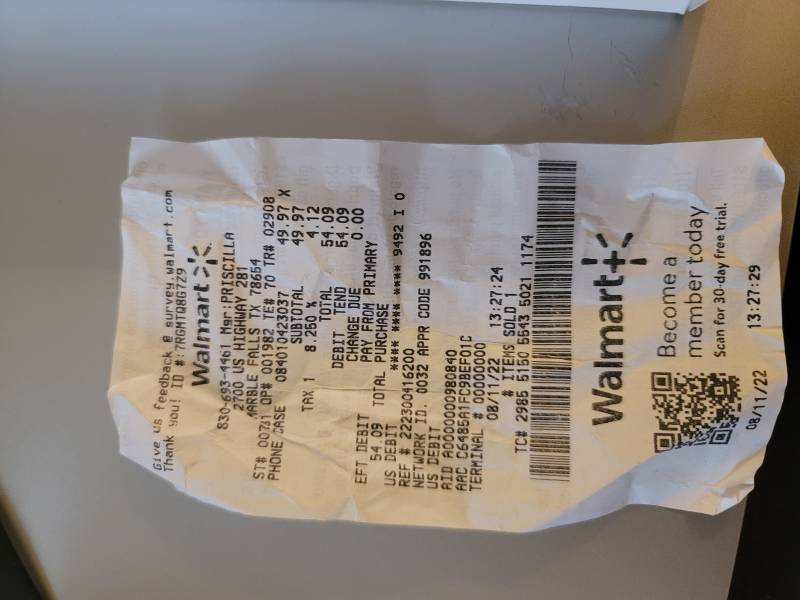 Give us feedback @ survey.walmart.com
Thank you! ID #:7RGMTQ8G7Z9
Walmart
830-693-4461 Mgr:PRISCILLA
2700 US HIGHWAY 281
MARBLE FALLS TX 78654
ST# 00731 OP# 001982 TE# 70 TR# 02908
PHONE CASE 084010423037 49.97 X
SUBTOTAL 49.97
TAX 1 8.250 % 4.12
TOTAL 54.09
DEBIT TEND 54.09
CHANGE DUE 0.00
EFT DEBIT PAY FROM PRIMARY
54.09 TOTAL PURCHASE
US DEBIT **** **** **** 9492 I 0
REF # 222300416200
NETWORK ID. 0032 APPR CODE 991896
US DEBIT
AID A0000000980840
AAC C6485A1FC9BEF01C
TERMINAL # 00000000
08/11/22 13:27:24
# ITEMS SOLD 1
TC# 2985 5150 5543 5021 1174
Walmart+
Become a
member today
Scan for 30-day free trial.
08/11/22 13:27:29